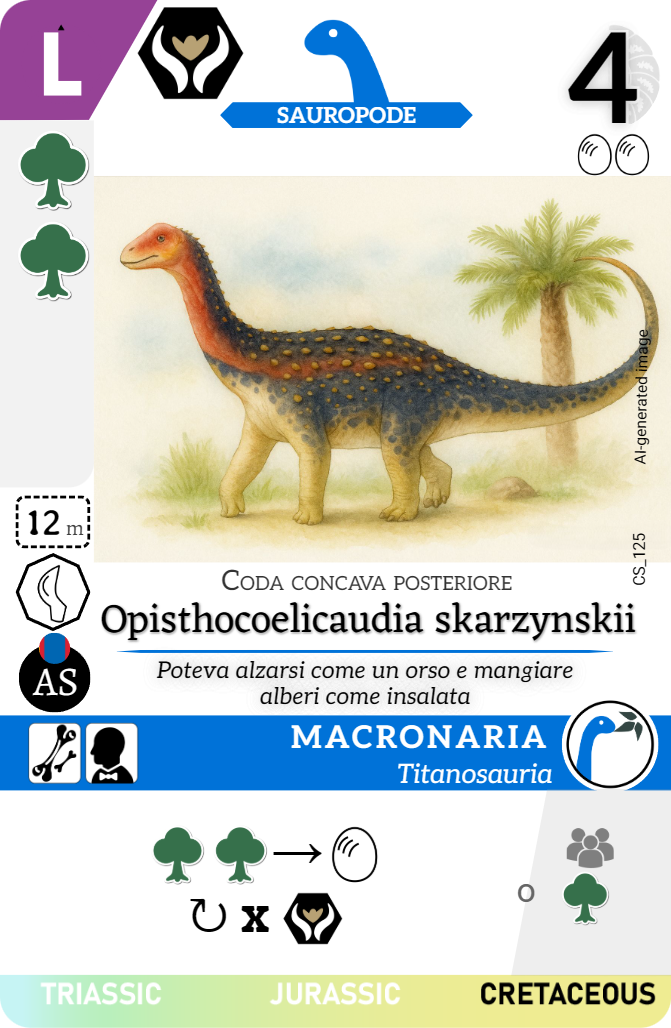 L
SAUROPODE
4
AI-generated image
12 m
CS_125
CODA CONCAVA POSTERIORE
Opisthocoelicaudia skarzynskii
AS
Poteva alzarsi come un orso e mangiare
alberi come insalata
MACRONARIA
Titanosauria
O
x
TRIASSIC JURASSIC CRETACEOUS